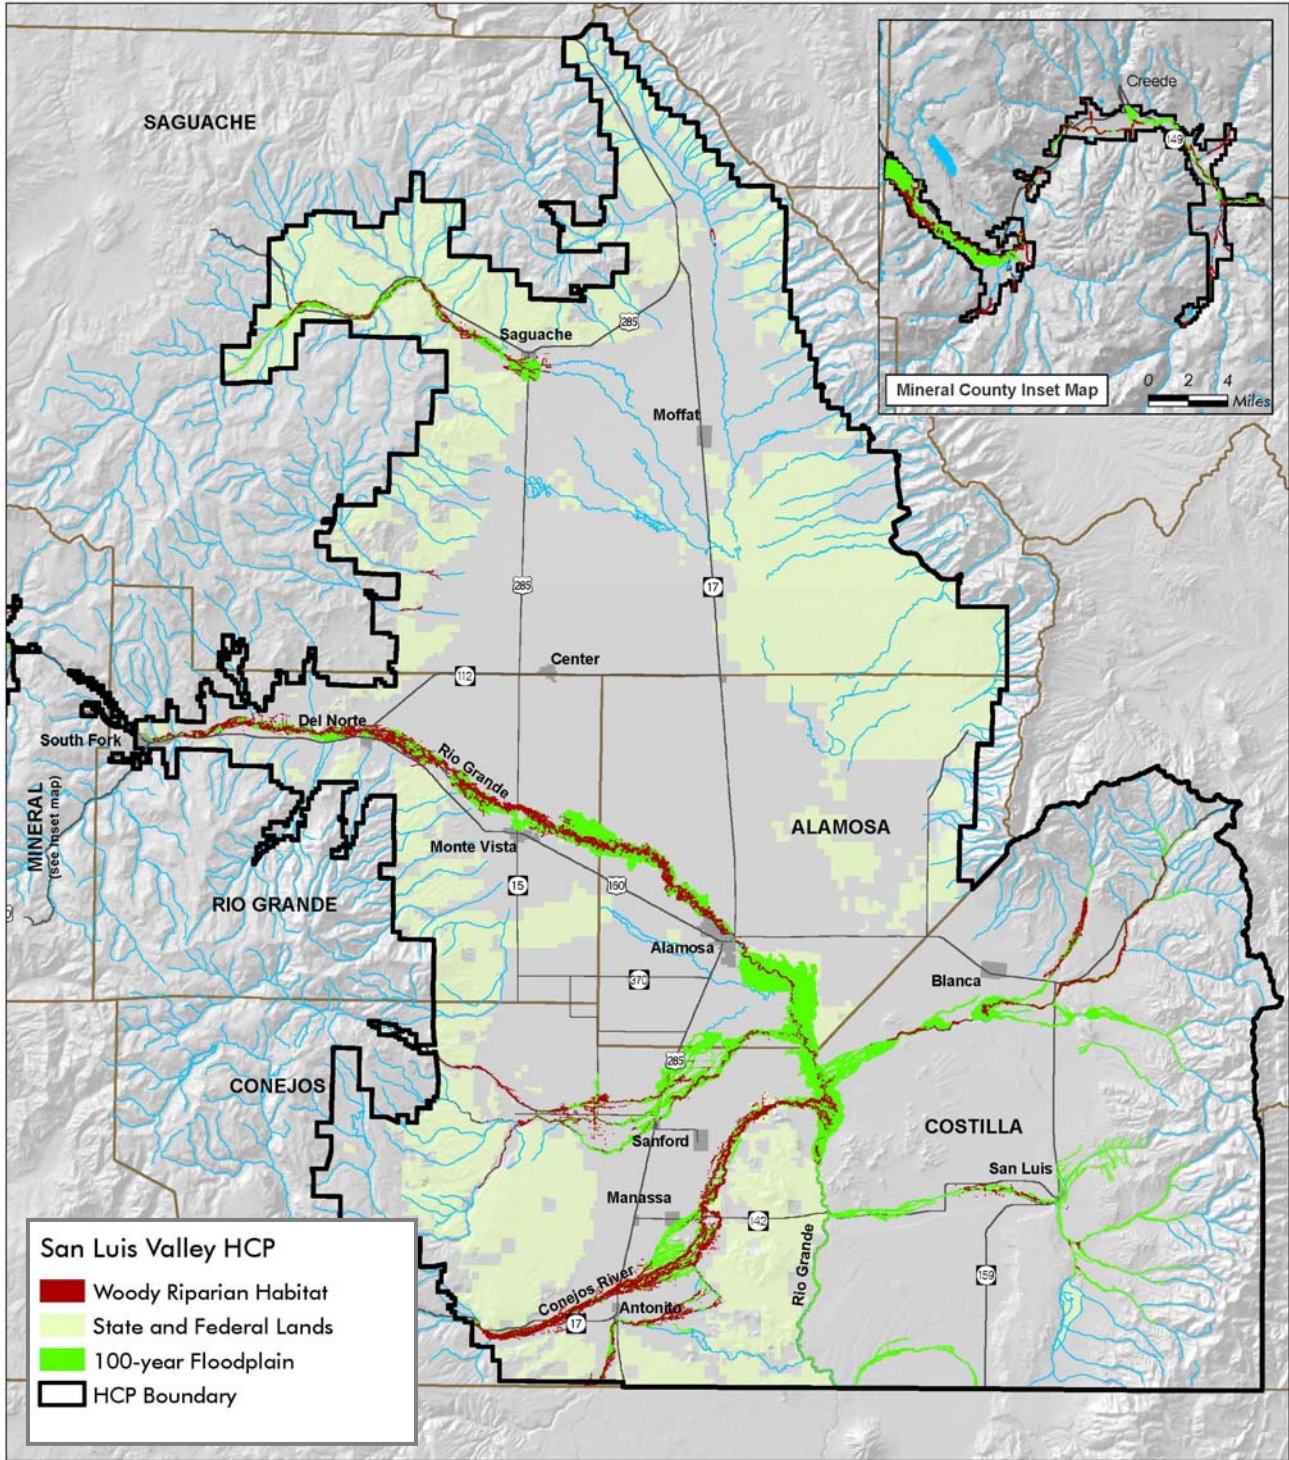 SAGUACHE
Creede
149
Mineral County Inset Map
0 2 4
Miles
Saguache
285
Moffat
285
17
Center
112
Del Norte
South Fork
Rio Grande
MINERAL
(see inset map)
Monte Vista
ALAMOSA
15
160
RIO GRANDE
Alamosa
370
Blanca
285
CONEJOS
Sanford
COSTILLA
San Luis
Manassa
142
Rio Grande
159
Conejos River
Antonito
17
San Luis Valley HCP
Woody Riparian Habitat
State and Federal Lands
100-year Floodplain
HCP Boundary